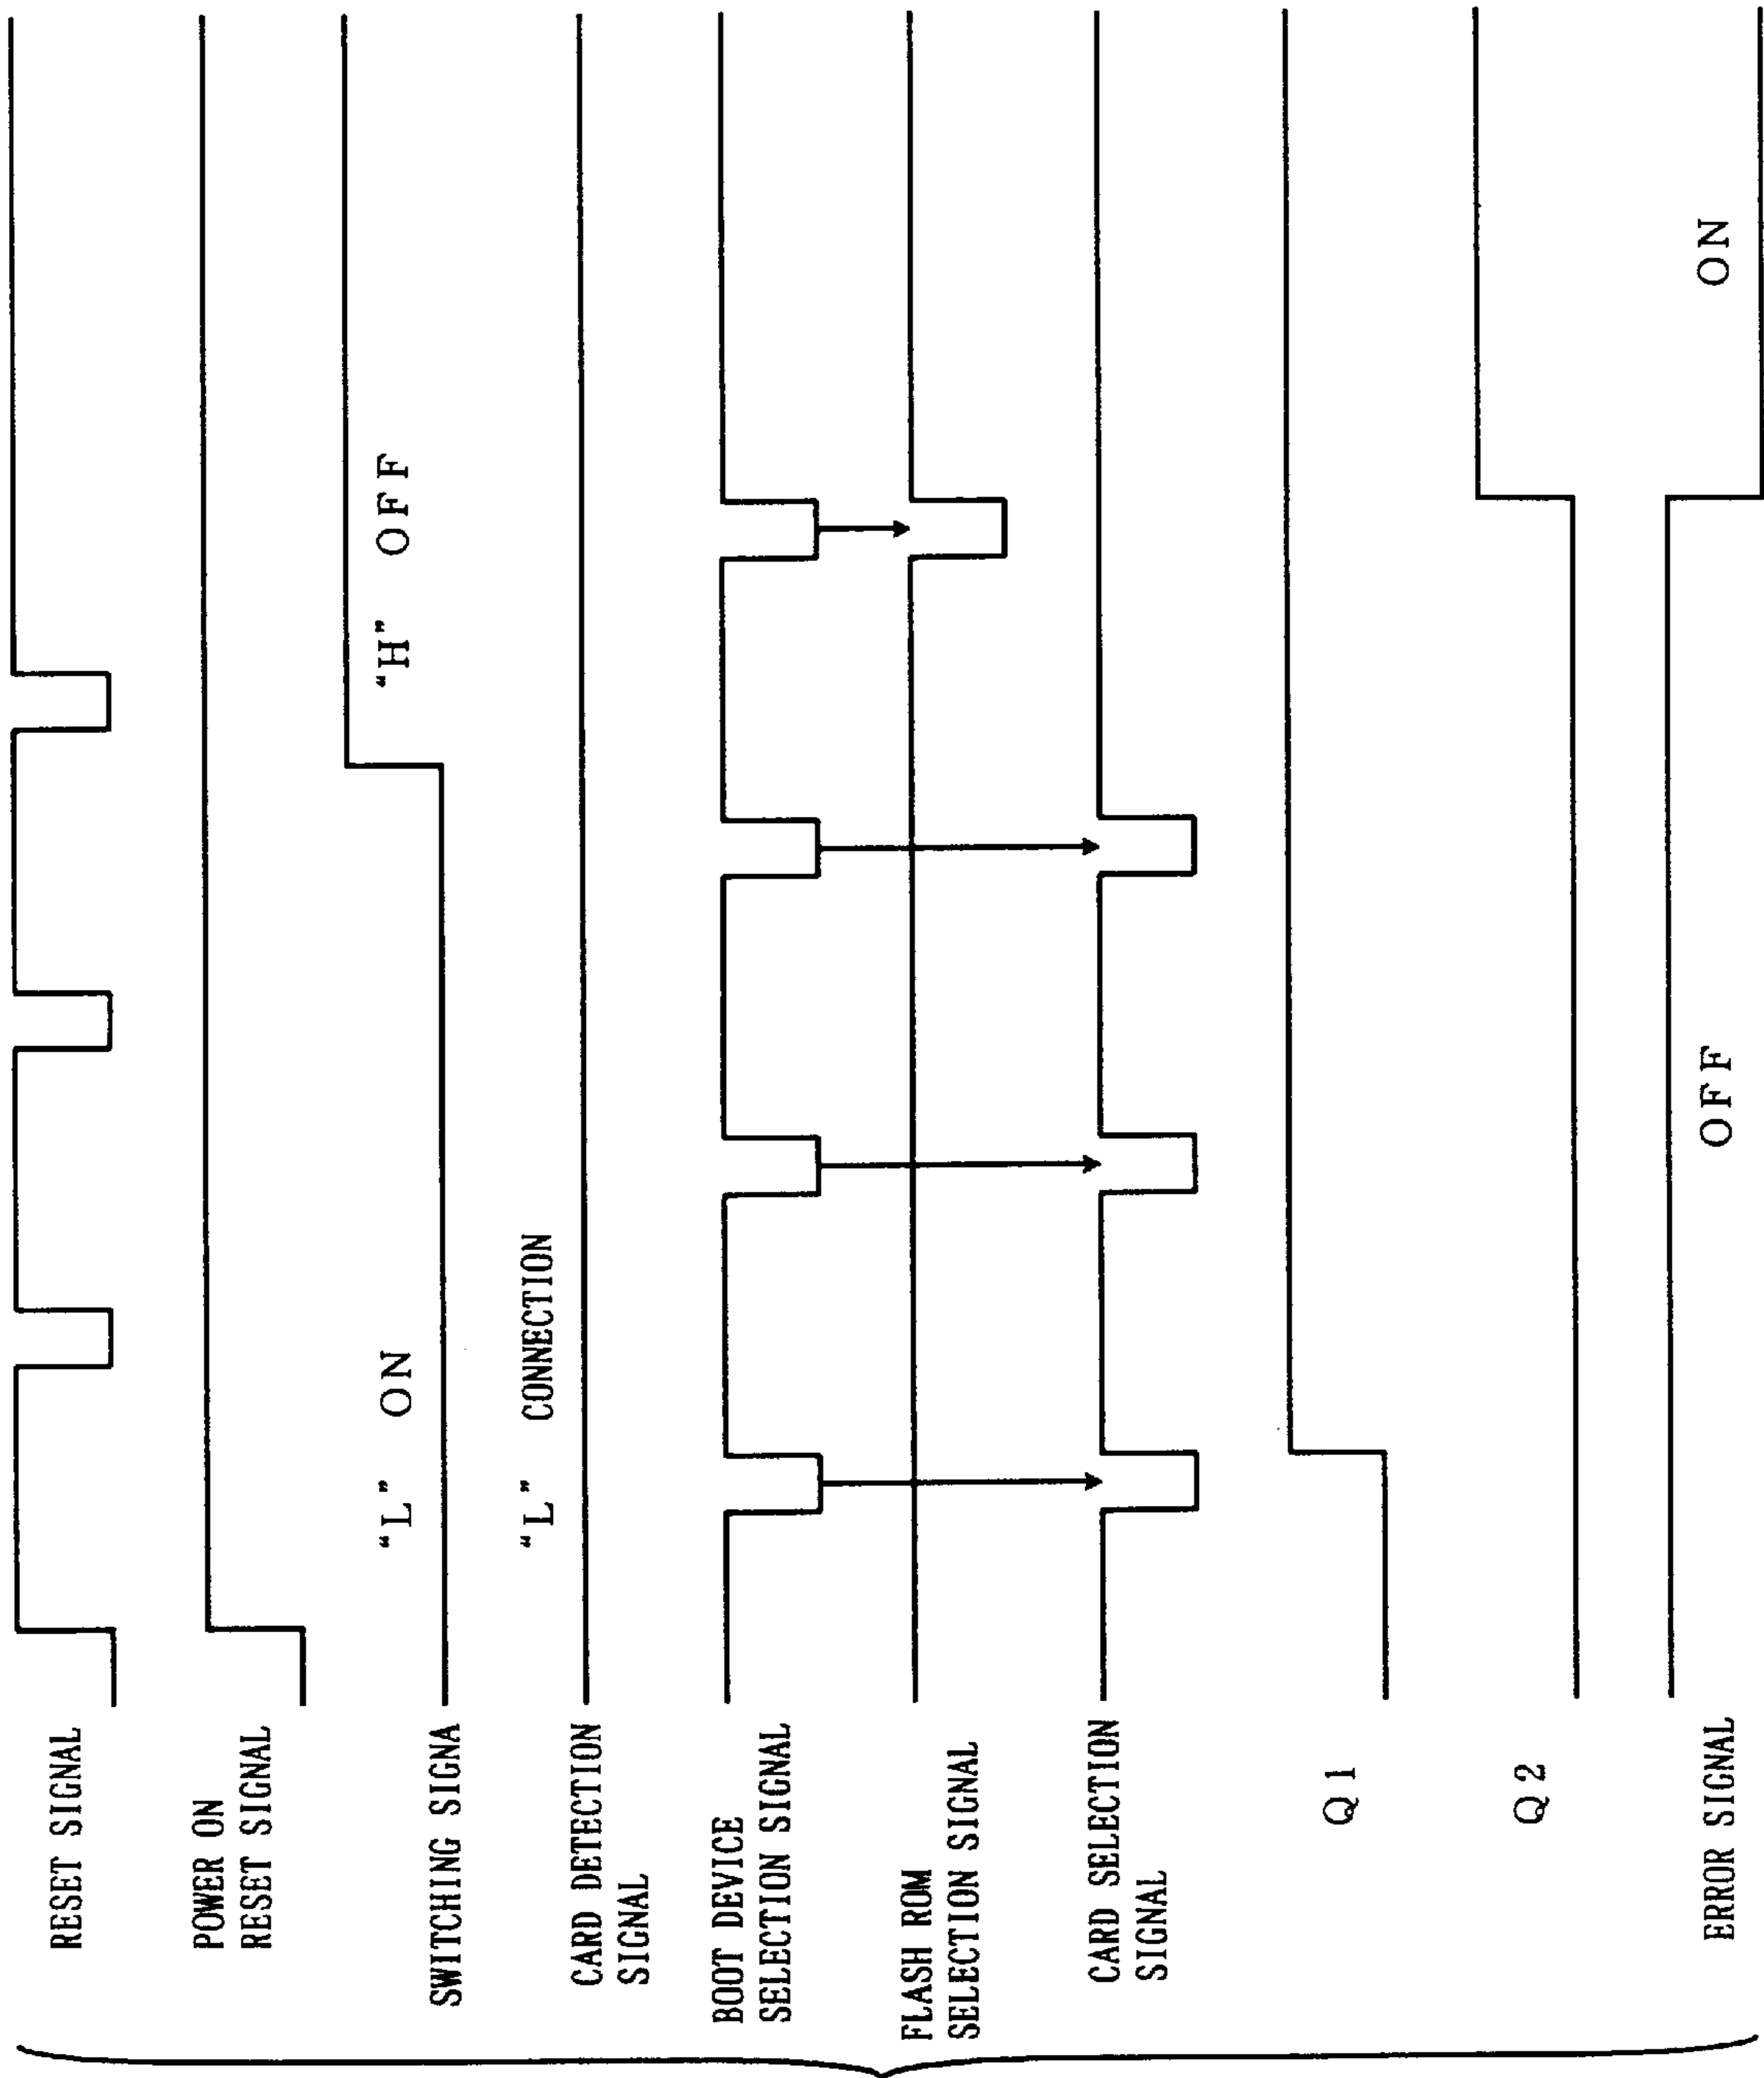 RESET SIGNAL
POWER ON
RESET SIGNAL
"L" ON
"H" OFF
SWITCHING SIGNA
"L" CONNECTION
CARD DETECTION
SIGNAL
BOOT DEVICE
SELECTION SIGNAL
FLASH ROM
SELECTION SIGNAL
CARD SELECTION
SIGNAL
Q1
Q2
ERROR SIGNAL
OFF
ON